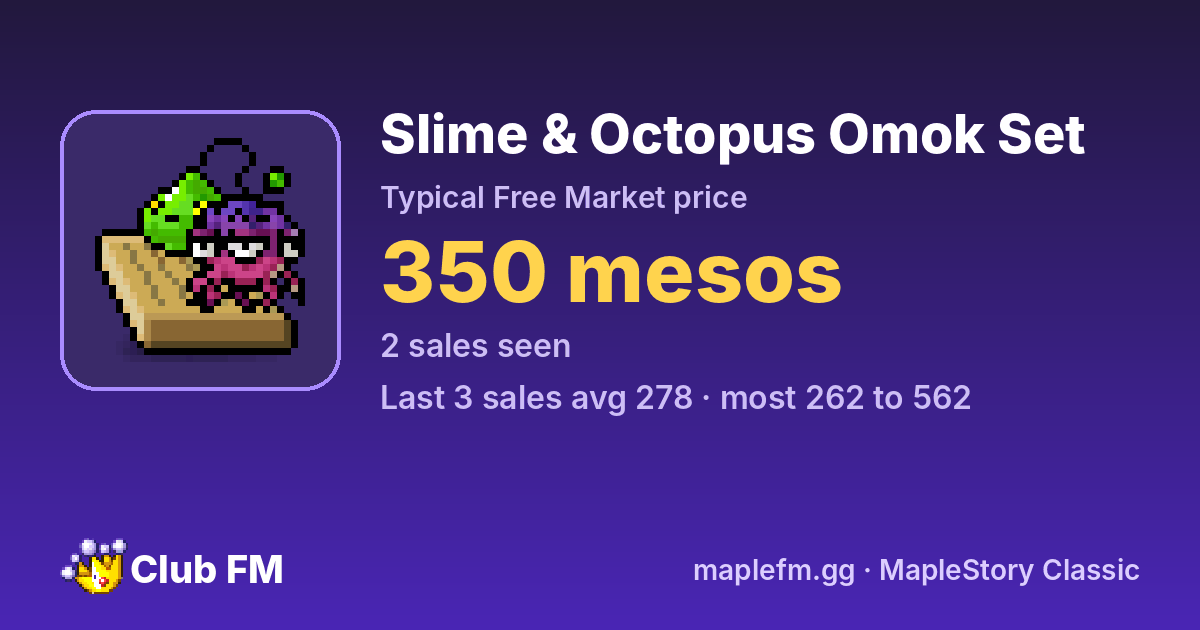 Slime & Octopus Omok Set
Typical Free Market price
350 mesos
2 sales seen
Last 3 sales avg 278 · most 262 to 562
Club FM
maplefm.gg · MapleStory Classic